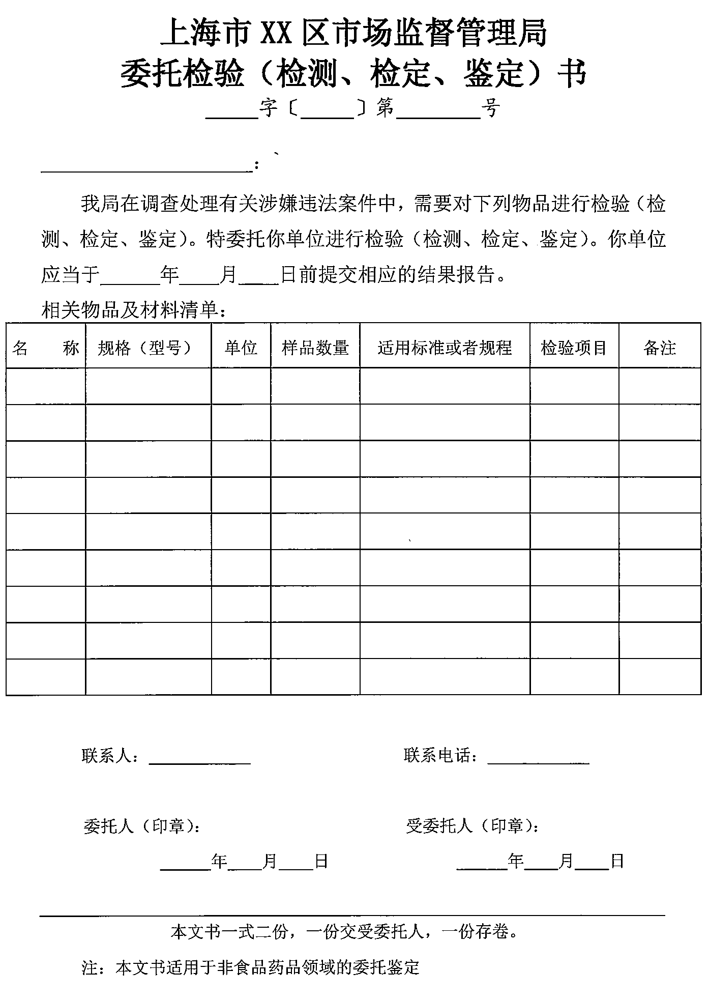 上海市 XX 区市场监督管理局
委托检验（检测、检定、鉴定）书
_____字〔_____〕第________号
____________________：
我局在调查处理有关涉嫌违法案件中，需要对下列物品进行检验（检
测、检定、鉴定）。特委托你单位进行检验（检测、检定、鉴定）。你单位
应当于______年____月____日前提交相应的结果报告。
相关物品及材料清单：
名 称 规格（型号） 单位 样品数量 适用标准或者规程 检验项目 备注
联系人：____________ 联系电话：____________
委托人（印章）： 受委托人（印章）：
______年____月____日 ______年____月____日
本文书一式二份，一份交受委托人，一份存卷。
注：本文书适用于非食品药品领域的委托鉴定